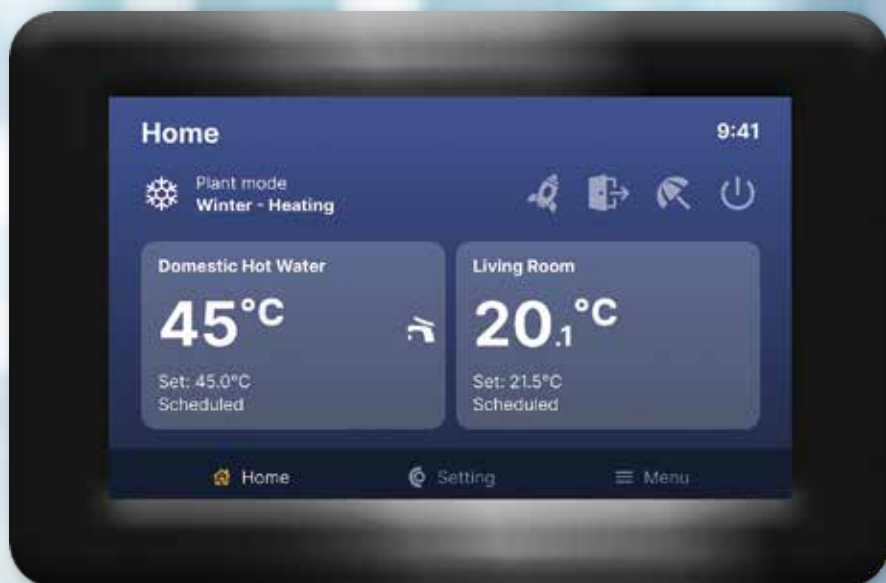 Home
9:41
Plant mode
Winter - Heating
Domestic Hot Water
45°C
Set: 45.0°C
Scheduled
Living Room
20.1°C
Set: 21.5°C
Scheduled
Home
Setting
Menu